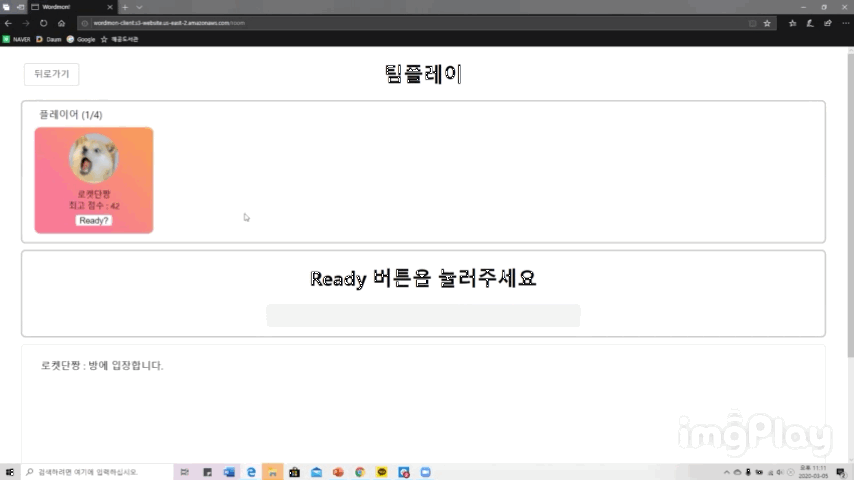 Wordmon!
wordmon-client.s3-website.us-east-2.amazonaws.com/room
NAVER Daum Google 해공도서관
뒤로가기
팀플레이
플레이어 (1/4)
로켓단짱
최고 점수 : 42
Ready?
Ready 버튼을 눌러주세요
로켓단짱 : 방에 입장합니다.
imgPlay
검색하려면 여기에 입력하십시오.
오후 11:11
2020-03-05